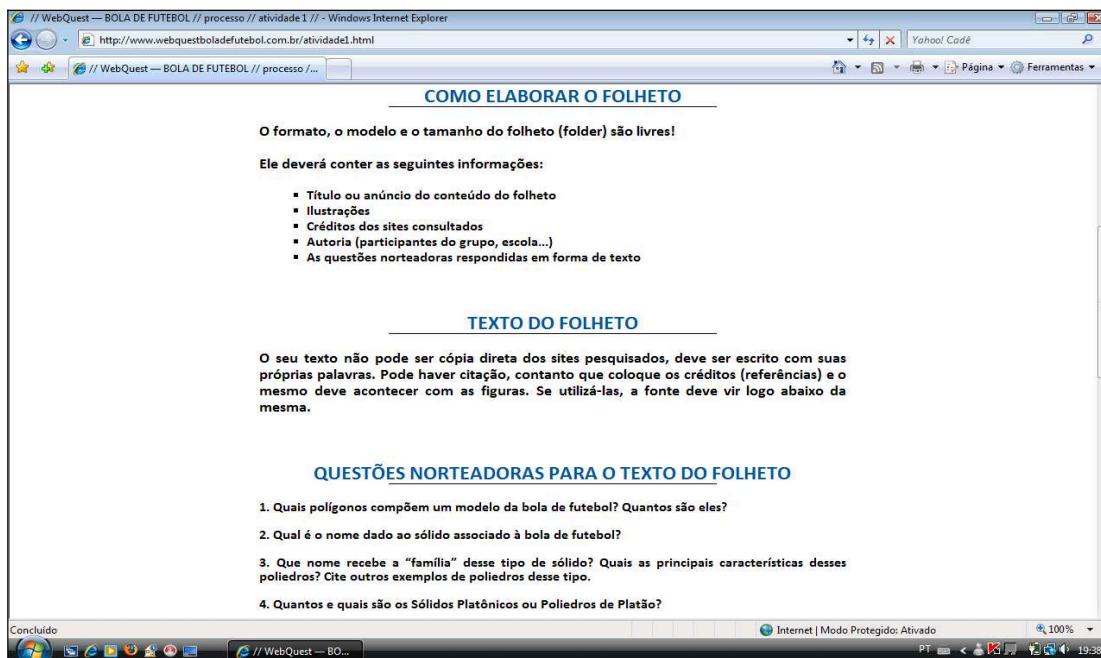 // WebQuest — BOLA DE FUTEBOL // processo // atividade 1 // - Windows Internet Explorer
http://www.webquestboladefutebol.com.br/atividade1.html
Yahoo! Cadê
// WebQuest — BOLA DE FUTEBOL // processo /...
Página
Ferramentas
COMO ELABORAR O FOLHETO
O formato, o modelo e o tamanho do folheto (folder) são livres!
Ele deverá conter as seguintes informações:
▪ Título ou anúncio do conteúdo do folheto
▪ Ilustrações
▪ Créditos dos sites consultados
▪ Autoria (participantes do grupo, escola...)
▪ As questões norteadoras respondidas em forma de texto
TEXTO DO FOLHETO
O seu texto não pode ser cópia direta dos sites pesquisados, deve ser escrito com suas
próprias palavras. Pode haver citação, contanto que coloque os créditos (referências) e o
mesmo deve acontecer com as figuras. Se utilizá-las, a fonte deve vir logo abaixo da
mesma.
QUESTÕES NORTEADORAS PARA O TEXTO DO FOLHETO
1. Quais polígonos compõem um modelo da bola de futebol? Quantos são eles?
2. Qual é o nome dado ao sólido associado à bola de futebol?
3. Que nome recebe a “família” desse tipo de sólido? Quais as principais características desses
poliedros? Cite outros exemplos de poliedros desse tipo.
4. Quantos e quais são os Sólidos Platônicos ou Poliedros de Platão?
Concluído
Internet | Modo Protegido: Ativado
100%
// WebQuest — BO...
PT
19:38